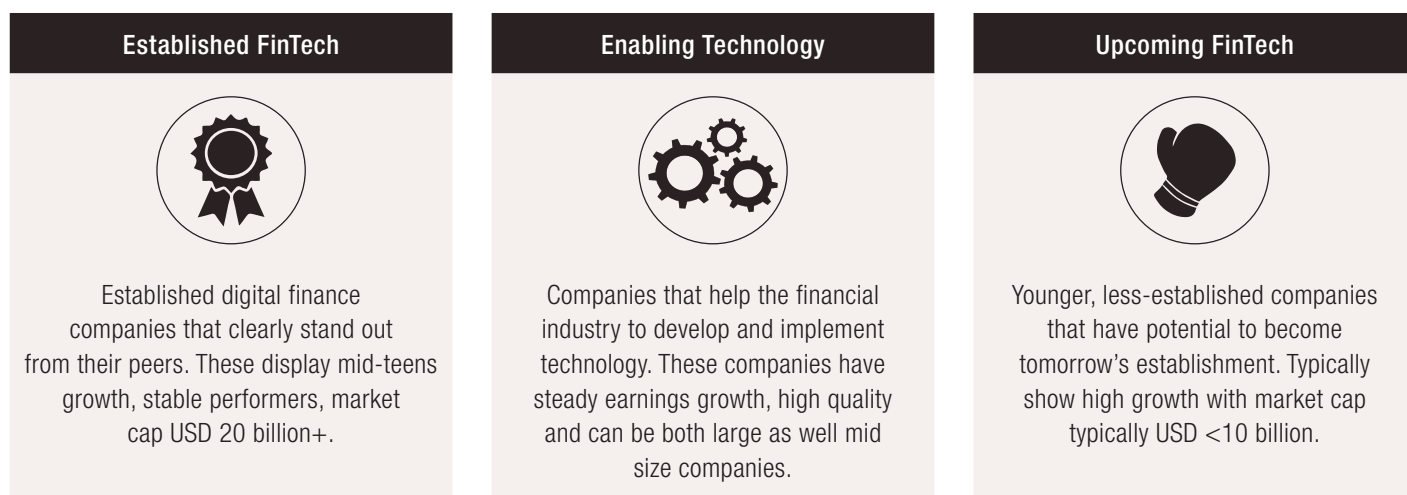 Established FinTech
Established digital finance
companies that clearly stand out
from their peers. These display mid-teens
growth, stable performers, market
cap USD 20 billion+.
Enabling Technology
Companies that help the financial
industry to develop and implement
technology. These companies have
steady earnings growth, high quality
and can be both large as well mid
size companies.
Upcoming FinTech
Younger, less-established companies
that have potential to become
tomorrow’s establishment. Typically
show high growth with market cap
typically USD <10 billion.